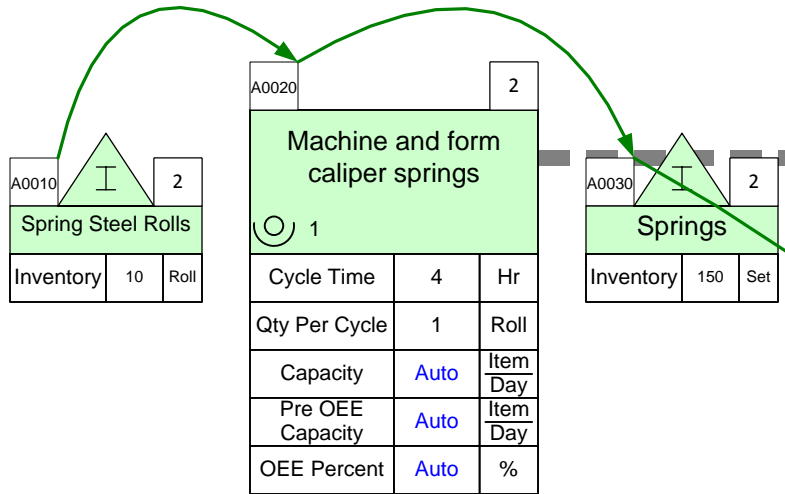 A0010
2
Spring Steel Rolls
Inventory 10 Roll
A0020
2
Machine and form
caliper springs
1
Cycle Time 4 Hr
Qty Per Cycle 1 Roll
Capacity Auto Item
Day
Pre OEE
Capacity Auto Item
Day
OEE Percent Auto %
A0030
2
Springs
Inventory 150 Set